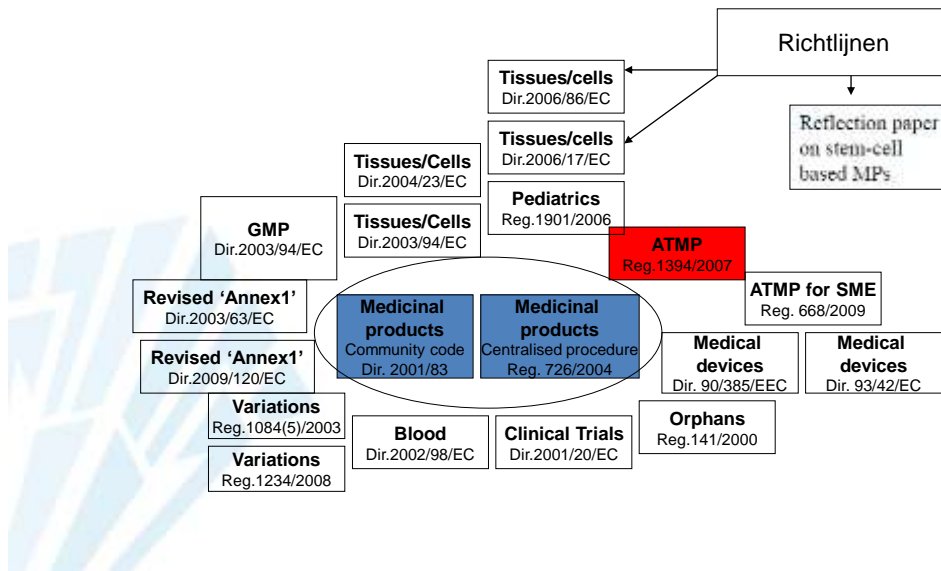 Richtlijnen
Tissues/cells
Dir.2006/86/EC
Reflection paper
on stem-cell
based MPs
Tissues/cells
Dir.2006/17/EC
Tissues/Cells
Dir.2004/23/EC
Pediatrics
Reg.1901/2006
GMP
Dir.2003/94/EC
Tissues/Cells
Dir.2003/94/EC
ATMP
Reg.1394/2007
ATMP for SME
Reg. 668/2009
Revised ‘Annex1’
Dir.2003/63/EC
Medicinal
products
Community code
Dir. 2001/83
Medicinal
products
Centralised procedure
Reg. 726/2004
Revised ‘Annex1’
Dir.2009/120/EC
Medical
devices
Dir. 90/385/EEC
Medical
devices
Dir. 93/42/EC
Variations
Reg.1084(5)/2003
Blood
Dir.2002/98/EC
Clinical Trials
Dir.2001/20/EC
Orphans
Reg.141/2000
Variations
Reg.1234/2008